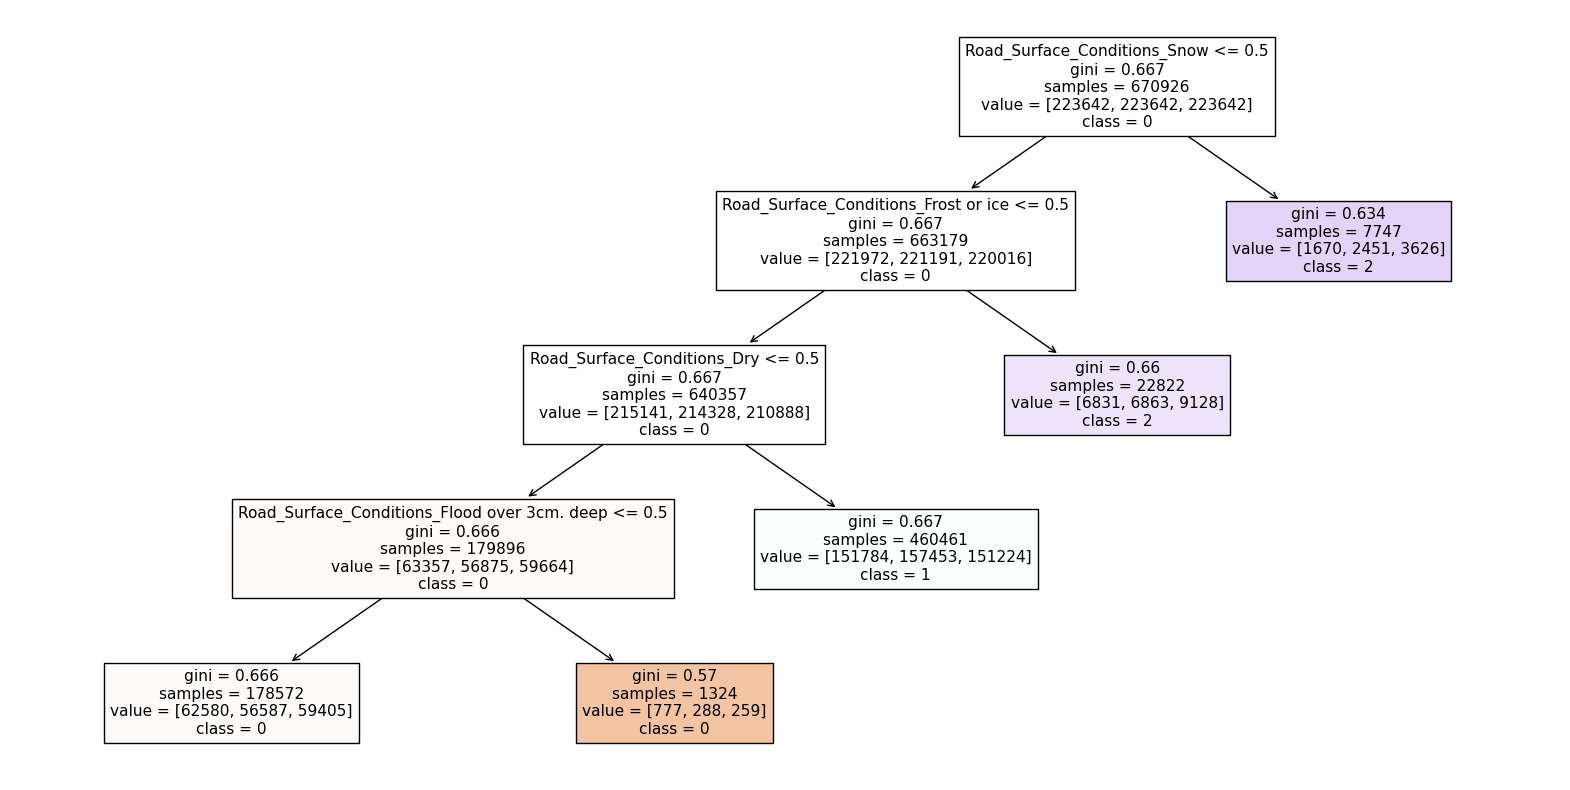 Road_Surface_Conditions_Snow <= 0.5
gini = 0.667
samples = 670926
value = [223642, 223642, 223642]
class = 0
Road_Surface_Conditions_Frost or ice <= 0.5
gini = 0.667
samples = 663179
value = [221972, 221191, 220016]
class = 0
gini = 0.634
samples = 7747
value = [1670, 2451, 3626]
class = 2
Road_Surface_Conditions_Dry <= 0.5
gini = 0.667
samples = 640357
value = [215141, 214328, 210888]
class = 0
gini = 0.66
samples = 22822
value = [6831, 6863, 9128]
class = 2
Road_Surface_Conditions_Flood over 3cm. deep <= 0.5
gini = 0.666
samples = 179896
value = [63357, 56875, 59664]
class = 0
gini = 0.667
samples = 460461
value = [151784, 157453, 151224]
class = 1
gini = 0.666
samples = 178572
value = [62580, 56587, 59405]
class = 0
gini = 0.57
samples = 1324
value = [777, 288, 259]
class = 0